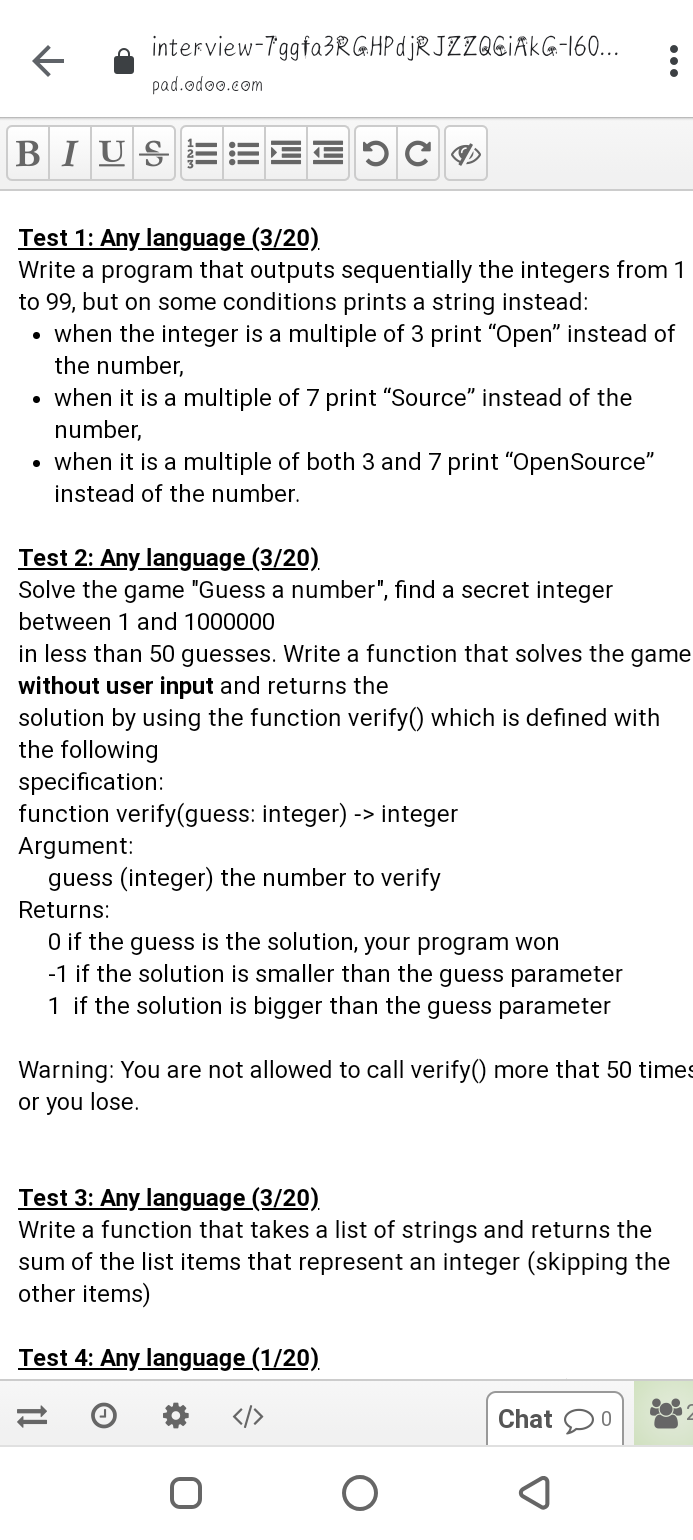 interview-7ggfa3RGHPdjRJZZQGiAkG-160...
pad.odoo.com
B I U S
Test 1: Any language (3/20)
Write a program that outputs sequentially the integers from 1
to 99, but on some conditions prints a string instead:
• when the integer is a multiple of 3 print “Open” instead of
the number,
• when it is a multiple of 7 print “Source” instead of the
number,
• when it is a multiple of both 3 and 7 print “OpenSource”
instead of the number.
Test 2: Any language (3/20)
Solve the game "Guess a number", find a secret integer
between 1 and 1000000
in less than 50 guesses. Write a function that solves the game
without user input and returns the
solution by using the function verify() which is defined with
the following
specification:
function verify(guess: integer) -> integer
Argument:
guess (integer) the number to verify
Returns:
0 if the guess is the solution, your program won
-1 if the solution is smaller than the guess parameter
1 if the solution is bigger than the guess parameter
Warning: You are not allowed to call verify() more that 50 times
or you lose.
Test 3: Any language (3/20)
Write a function that takes a list of strings and returns the
sum of the list items that represent an integer (skipping the
other items)
Test 4: Any language (1/20)
Chat 0
2